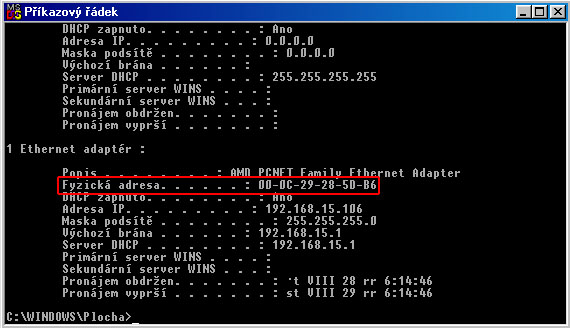 Příkazový řádek
DHCP zapnuto. . . . . . . . : Ano
Adresa IP. . . . . . . . . . : 0.0.0.0
Maska podsítě . . . . . . . . : 0.0.0.0
Výchozí brána . . . . . . . :
Server DHCP . . . . . . . . : 255.255.255.255
Primární server WINS . . . . :
Sekundární server WINS . . . :
Pronájem obdržen. . . . . . . :
Pronájem vyprší . . . . . . . :
1 Ethernet adaptér :
Popis . . . . . . . . . : AMD PCNET Family Ethernet Adapter
Fyzická adresa. . . . . . . : 00-0C-29-28-5D-B6
DHCP zapnuto. . . . . . . . : Ano
Adresa IP. . . . . . . . . . : 192.168.15.106
Maska podsítě . . . . . . . . : 255.255.255.0
Výchozí brána . . . . . . . : 192.168.15.1
Server DHCP . . . . . . . . : 192.168.15.1
Primární server WINS . . . . :
Sekundární server WINS . . . :
Pronájem obdržen. . . . . . . : t VIII 28 rr 6:14:46
Pronájem vyprší . . . . . . . : st VIII 29 rr 6:14:46
C:\WINDOWS\Plocha>_